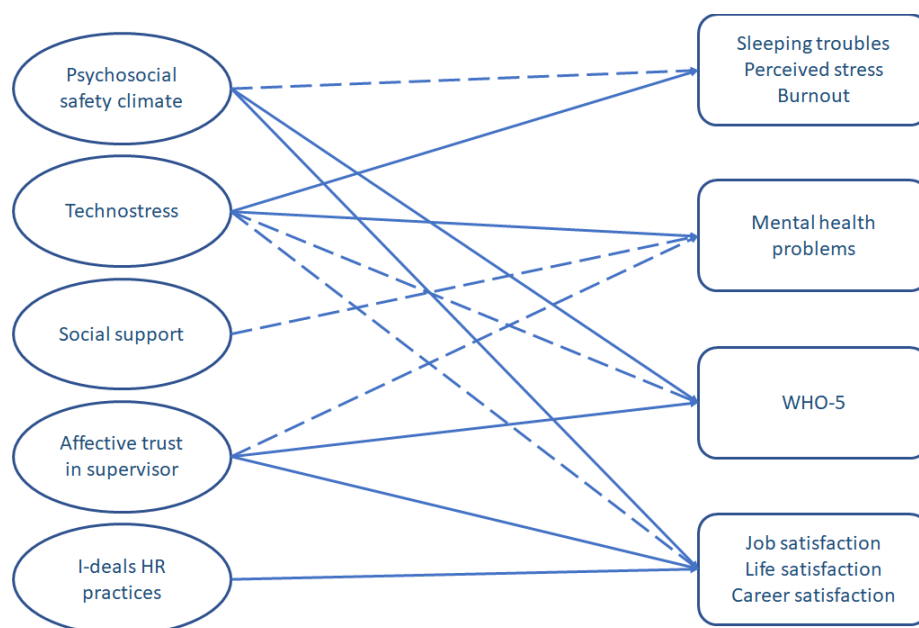 Psychosocial
safety climate
Technostress
Social support
Affective trust
in supervisor
I-deals HR
practices
Sleeping troubles
Perceived stress
Burnout
Mental health
problems
WHO-5
Job satisfaction
Life satisfaction
Career satisfaction